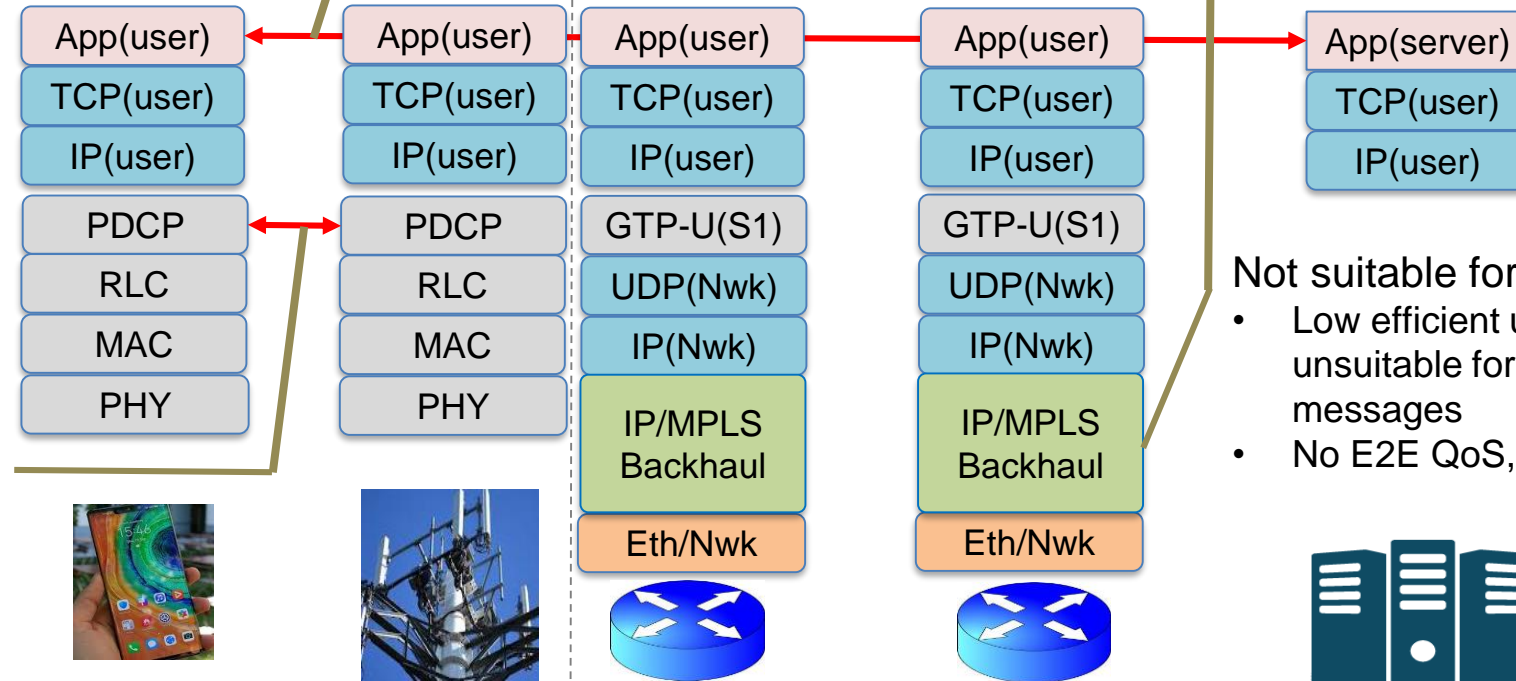 App(user)
TCP(user)
IP(user)
PDCP
RLC
MAC
PHY
App(user)
TCP(user)
IP(user)
PDCP
RLC
MAC
PHY
App(user)
TCP(user)
IP(user)
GTP-U(S1)
UDP(Nwk)
IP(Nwk)
IP/MPLS
Backhaul
Eth/Nwk
App(user)
TCP(user)
IP(user)
GTP-U(S1)
UDP(Nwk)
IP(Nwk)
IP/MPLS
Backhaul
Eth/Nwk
App(server)
TCP(user)
IP(user)
Not suitable for
• Low efficient
unsuitable for
messages
• No E2E QoS,
15:46